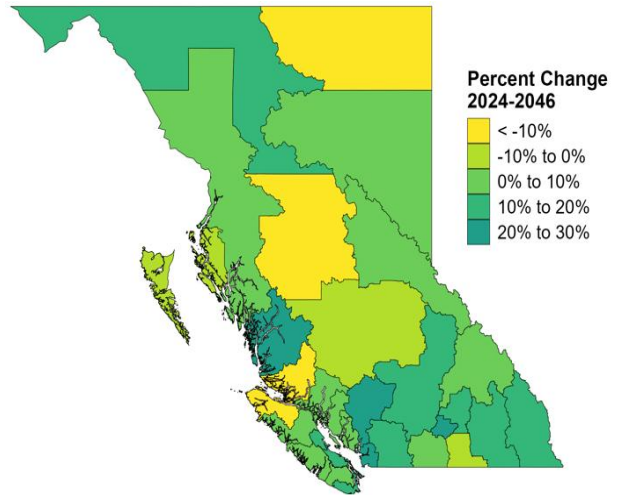 Percent Change
2024-2046
< -10%
-10% to 0%
0% to 10%
10% to 20%
20% to 30%